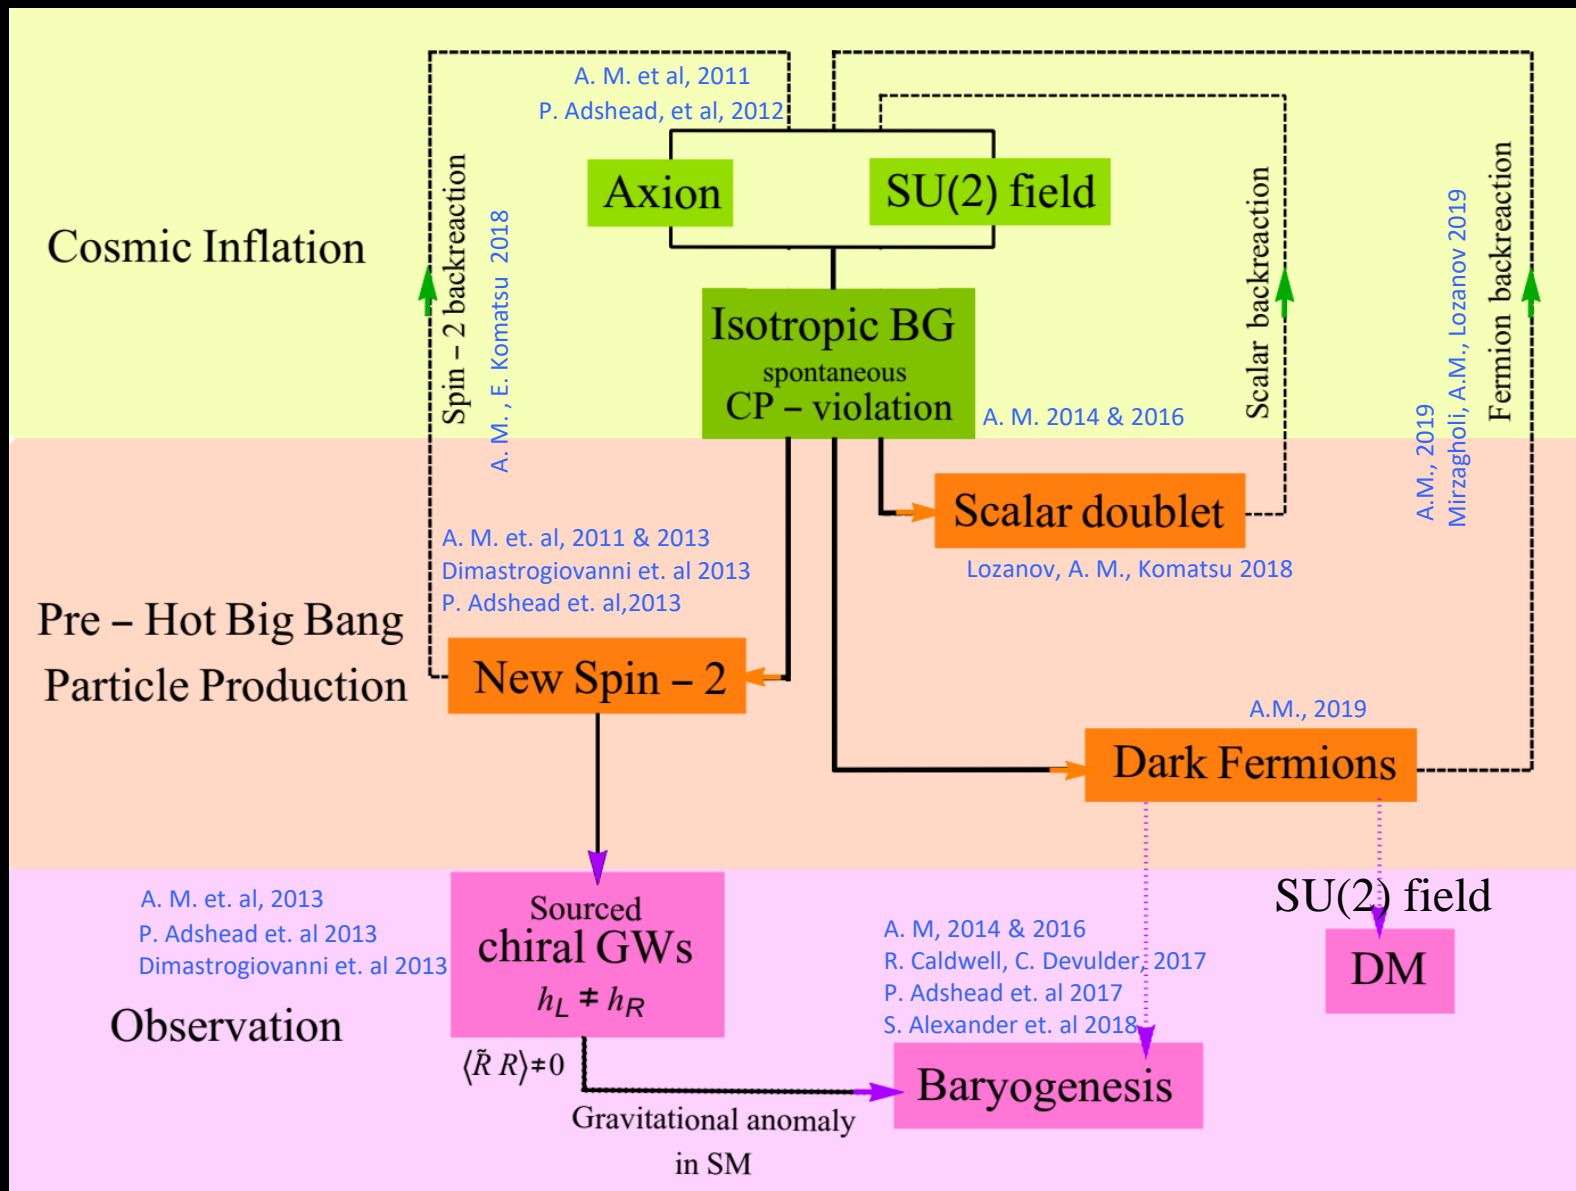 A. M. et al, 2011
P. Adshead, et al, 2012
Axion
SU(2) field
Cosmic Inflation
Spin – 2 backreaction
A. M. , E. Komatsu 2018
Isotropic BG
spontaneous
CP – violation
A. M. 2014 & 2016
Scalar backreaction
Fermion backreaction
A.M., 2019
Mirzagholi, A.M., Lozanov 2019
Scalar doublet
Lozanov, A. M., Komatsu 2018
A. M. et. al, 2011 & 2013
Dimastrogiovanni et. al 2013
P. Adshead et. al,2013
Pre – Hot Big Bang
Particle Production
New Spin – 2
A.M., 2019
Dark Fermions
A. M. et. al, 2013
P. Adshead et. al 2013
Dimastrogiovanni et. al 2013
Observation
Sourced
chiral GWs
h_L ≠ h_R
⟨R̃ R⟩≠0
Gravitational anomaly
in SM
A. M, 2014 & 2016
R. Caldwell, C. Devulder, 2017
P. Adshead et. al 2017
S. Alexander et. al 2018
Baryogenesis
SU(2) field
DM